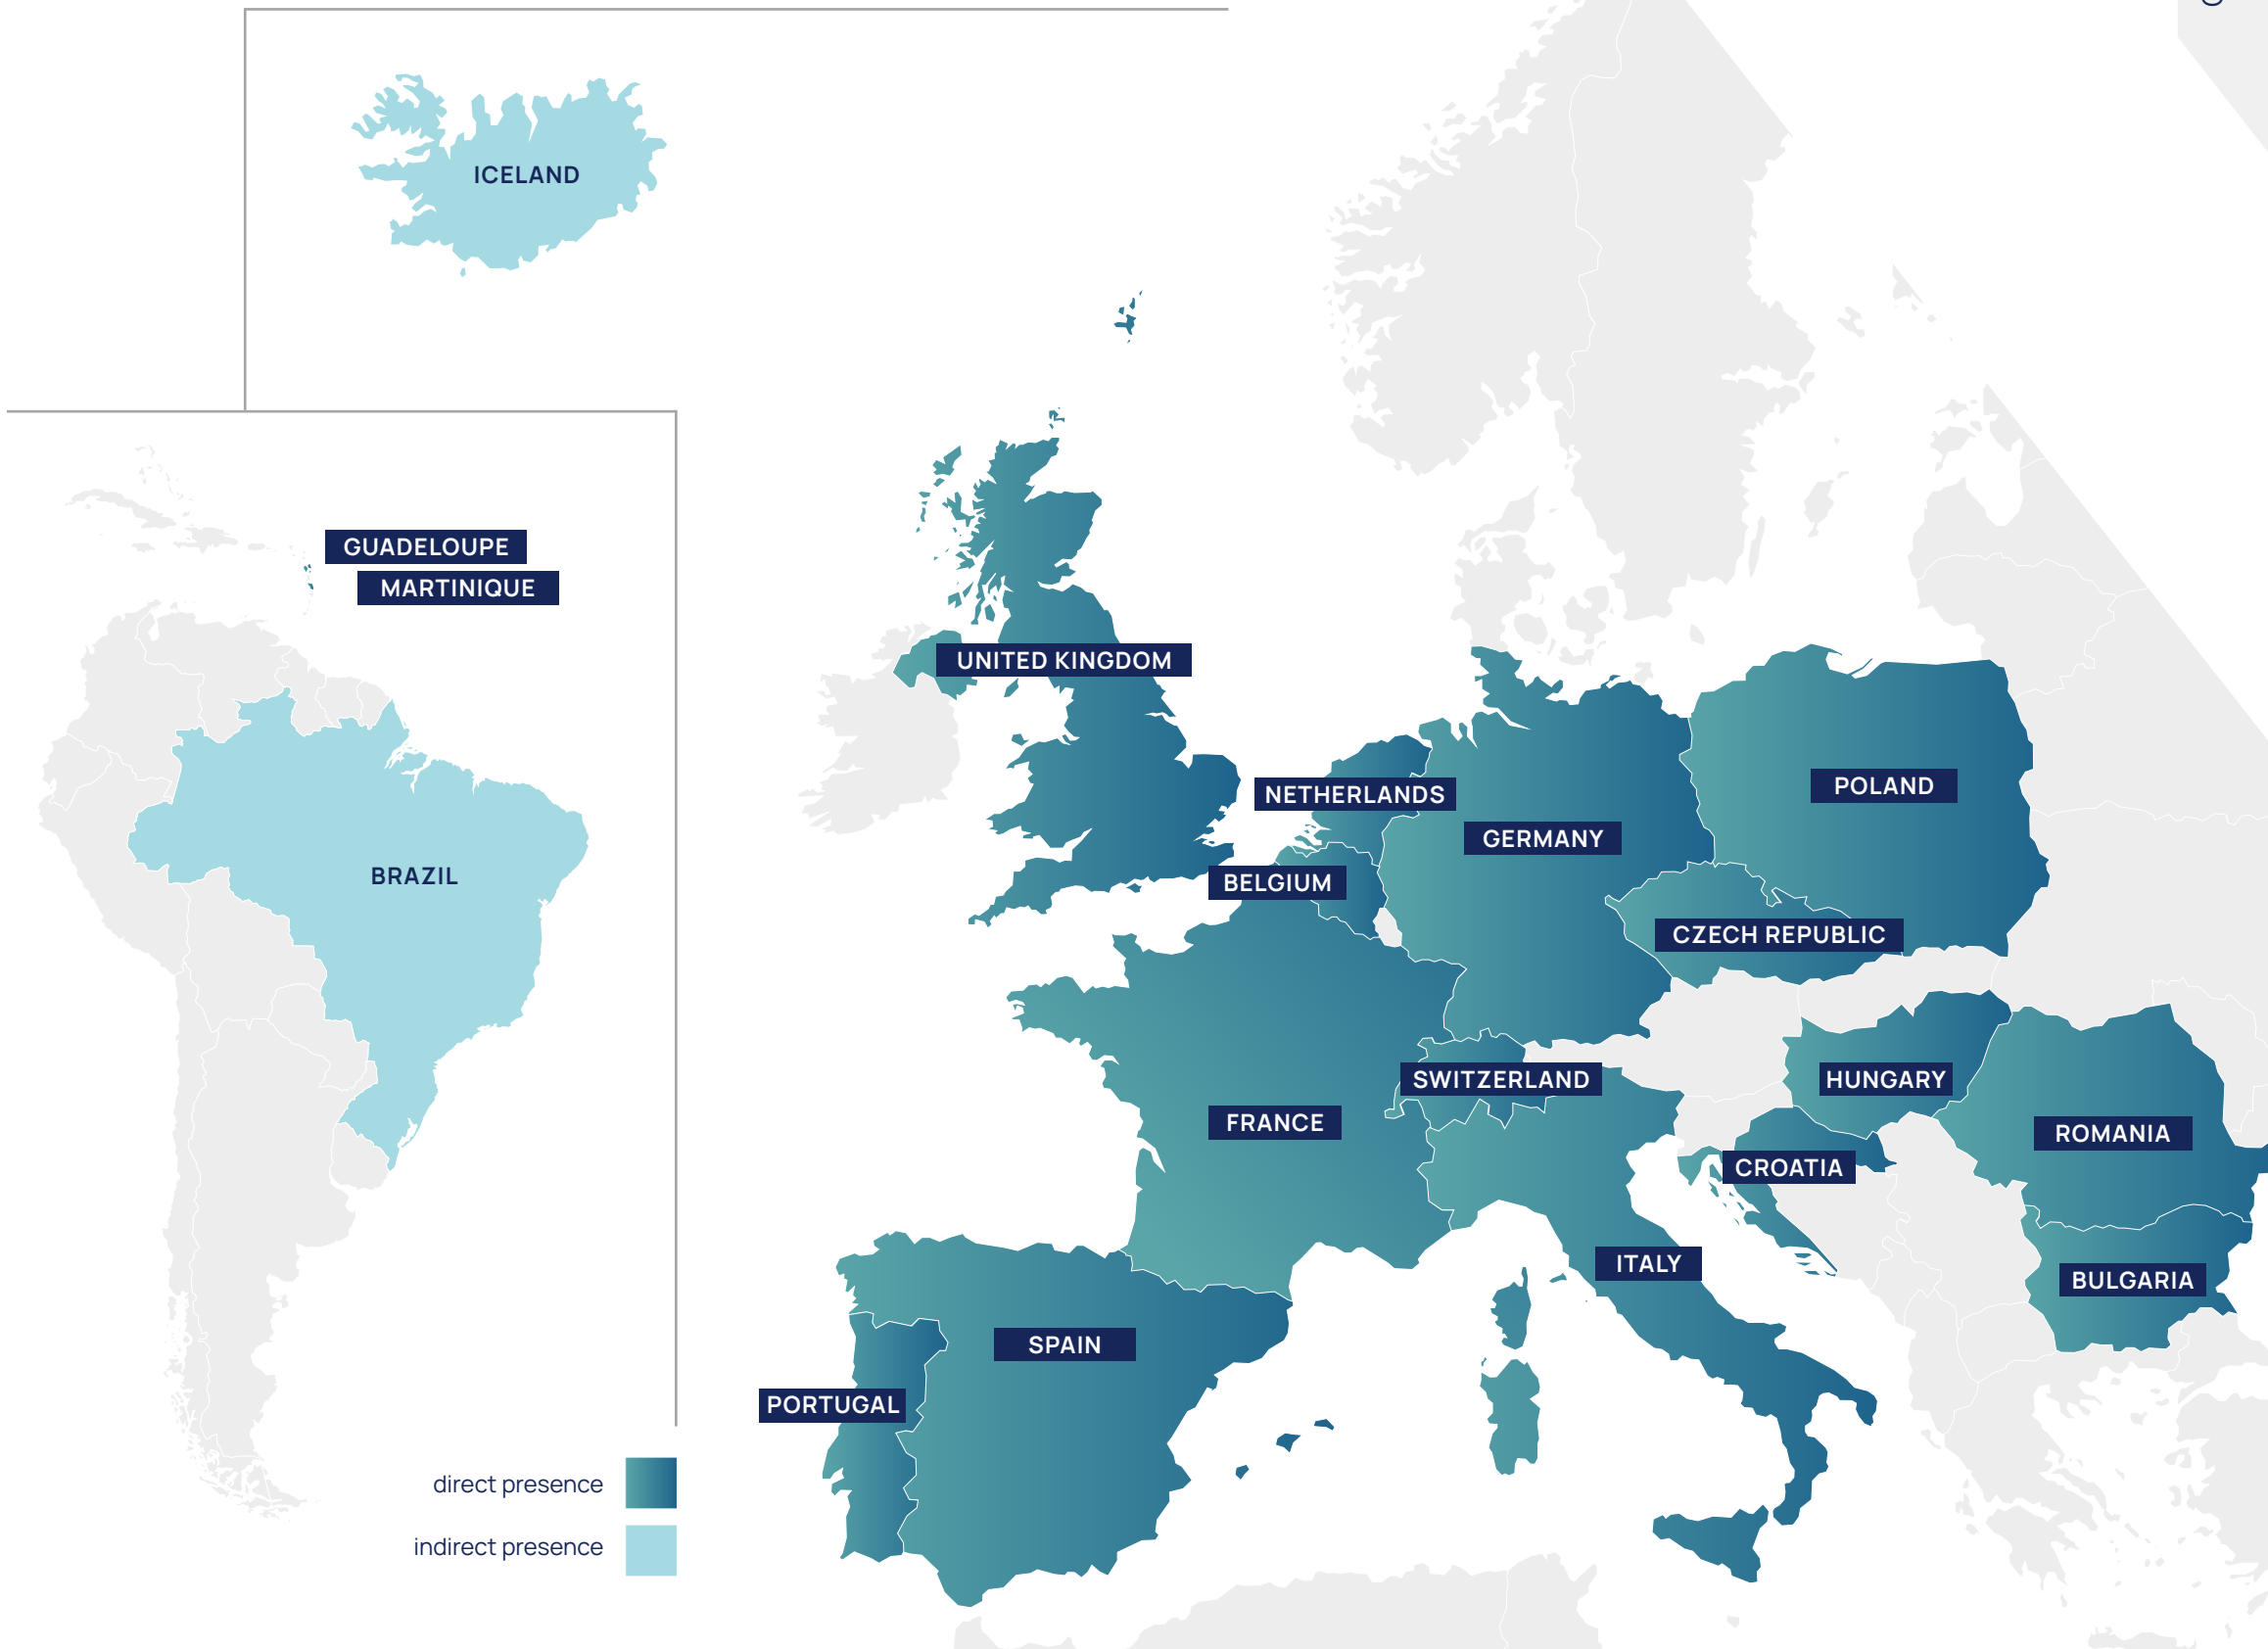 ICELAND
GUADELOUPE
MARTINIQUE
UNITED KINGDOM
NETHERLANDS
POLAND
GERMANY
BRAZIL
BELGIUM
CZECH REPUBLIC
SWITZERLAND
HUNGARY
FRANCE
ROMANIA
CROATIA
ITALY
BULGARIA
SPAIN
PORTUGAL
direct presence
indirect presence